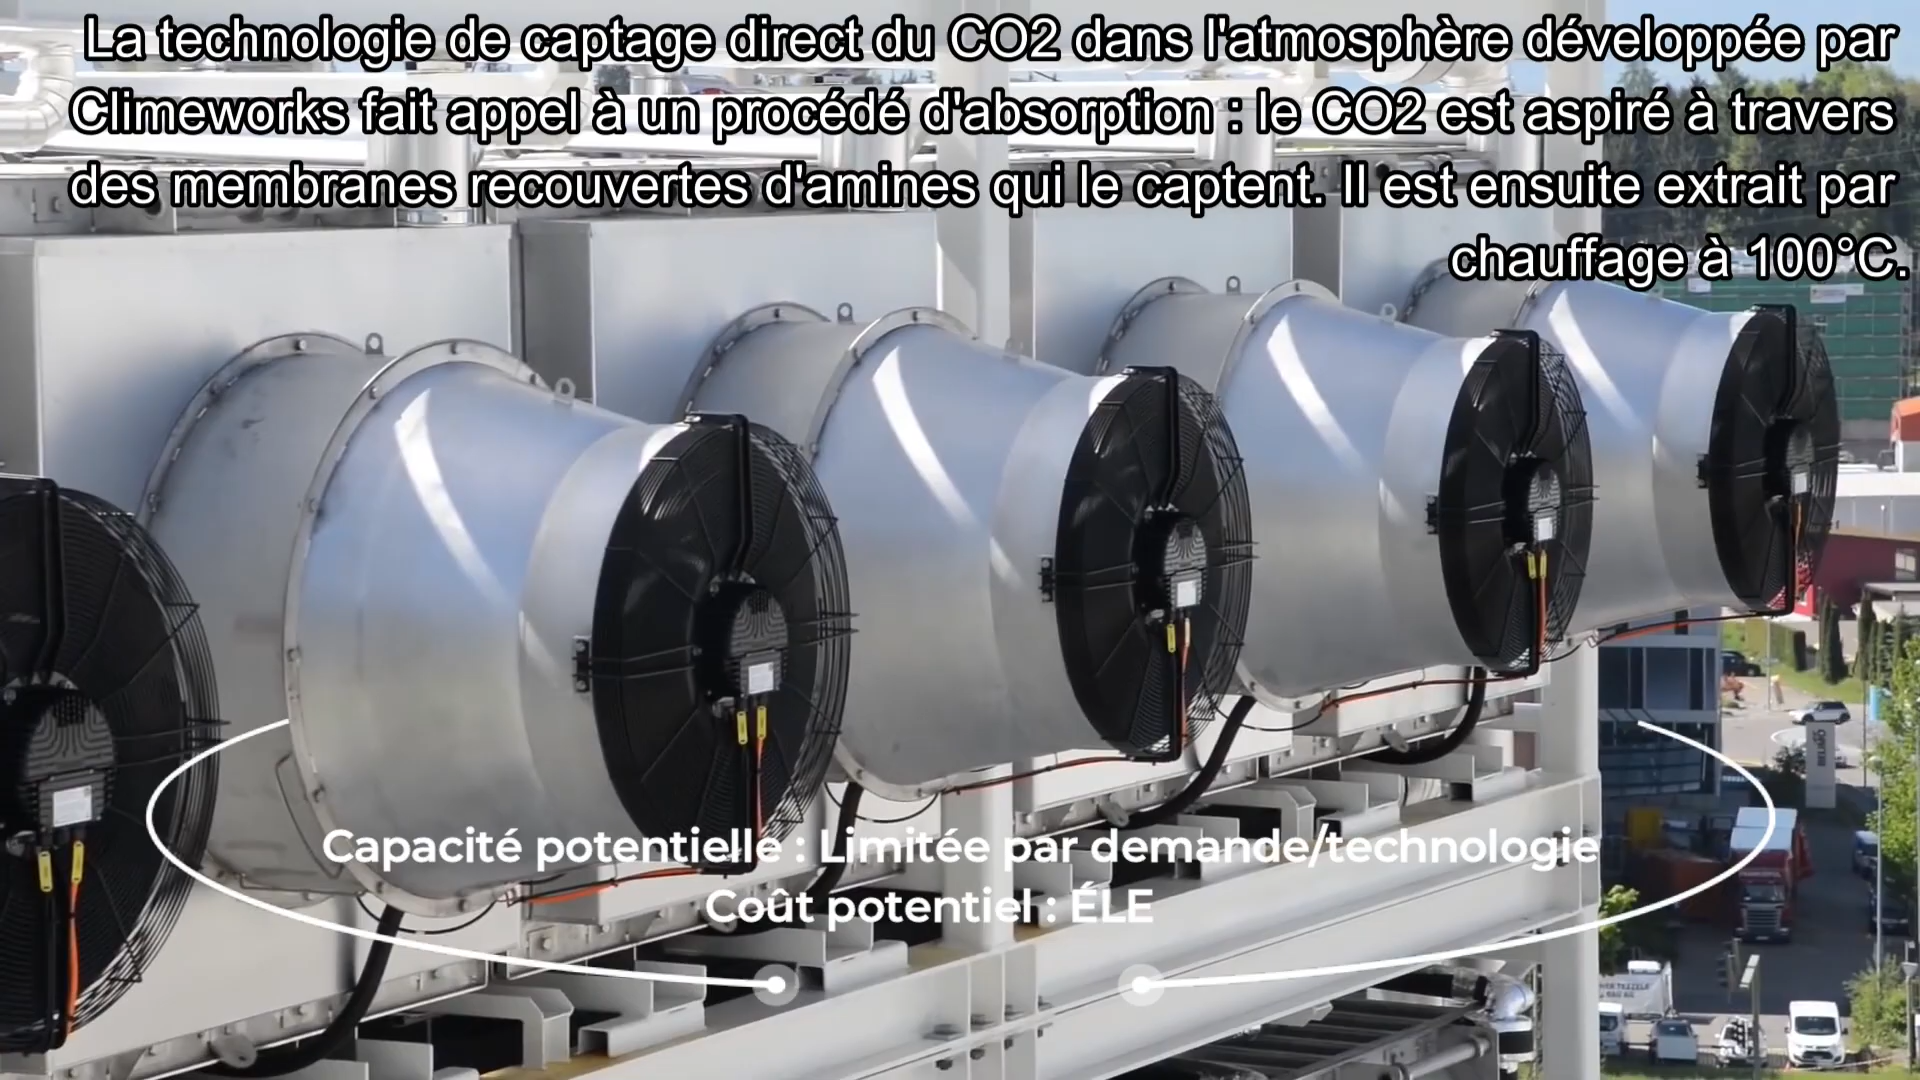 La technologie de captage direct du CO2 dans l'atmosphère développée par
Climeworks fait appel à un procédé d'absorption : le CO2 est aspiré à travers
des membranes recouvertes d'amines qui le captent. Il est ensuite extrait par
chauffage à 100°C.
Capacité potentielle : Limitée par demande/technologie
Coût potentiel : ÉLE